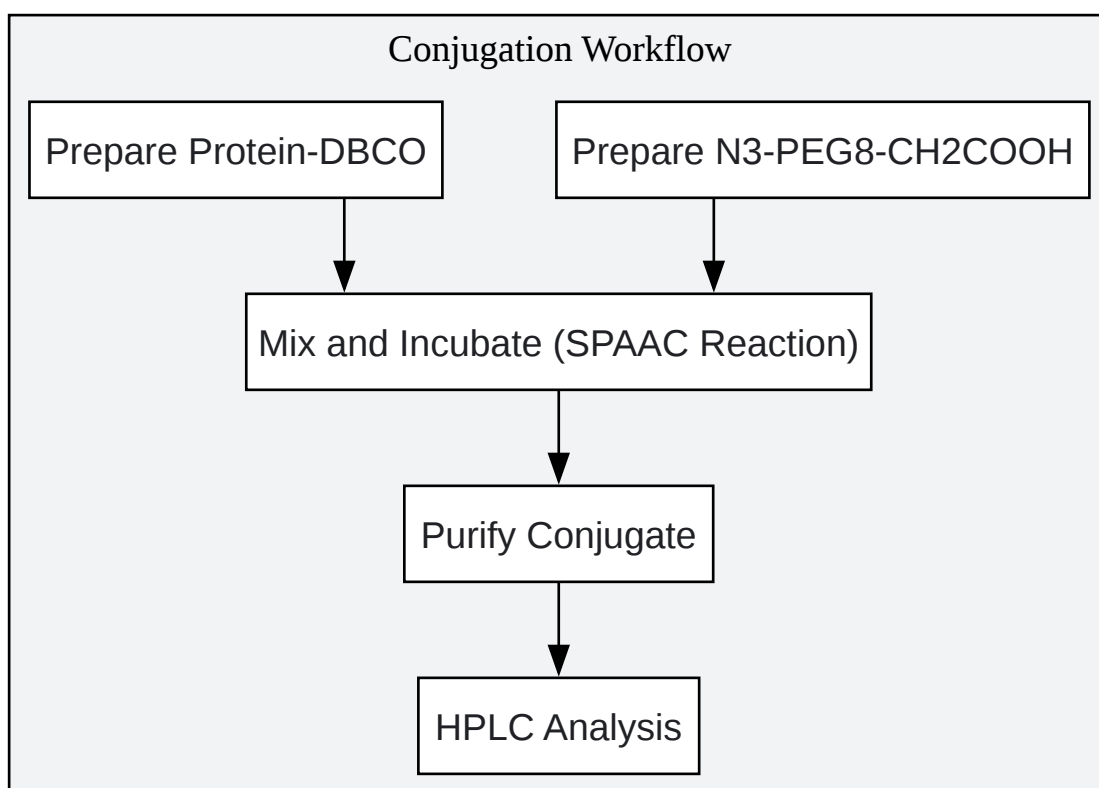 Conjugation Workflow
Prepare Protein-DBCO
Prepare N3-PEG8-CH2COOH
Mix and Incubate (SPAAC Reaction)
Purify Conjugate
HPLC Analysis